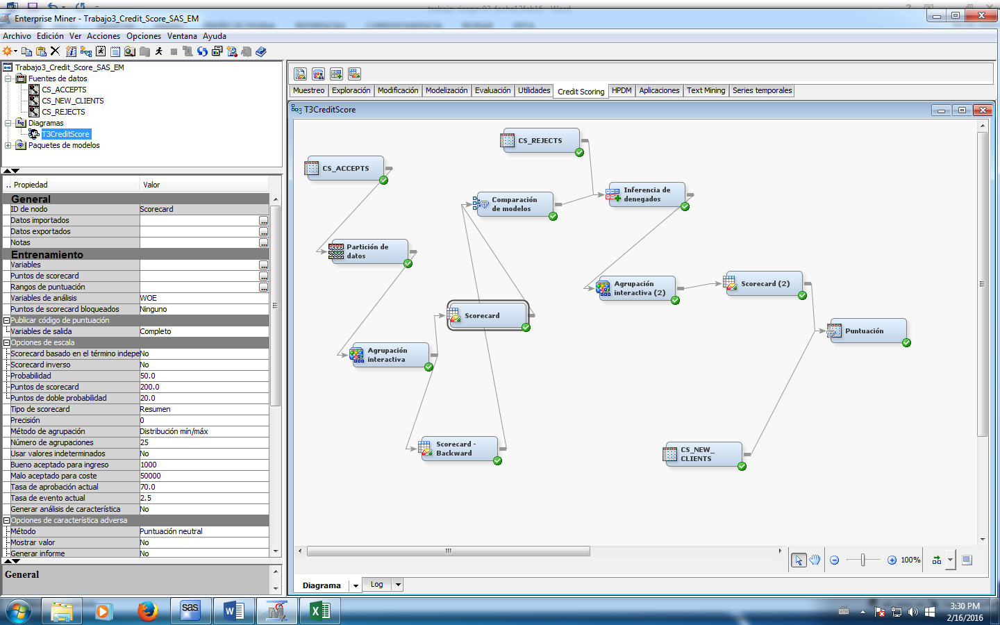 Enterprise Miner - Trabajo3_Credit_Score_SAS_EM
Archivo Edición Ver Acciones Opciones Ventana Ayuda
Trabajo3_Credit_Score_SAS_EM
Fuentes de datos
CS_ACCEPTS
CS_NEW_CLIENTS
CS_REJECTS
Diagramas
T3CreditScore
Paquetes de modelos
.. Propiedad Valor
General
ID de nodo Scorecard
Datos importados ...
Datos exportados ...
Notas ...
Entrenamiento
Variables ...
Puntos de scorecard ...
Rangos de puntuación ...
Variables de análisis WOE
Puntos de scorecard bloqueados Ninguno
Publicar código de puntuación
Variables de salida Completo
Opciones de escala
Scorecard basado en el término indepe No
Scorecard inverso No
Probabilidad 50.0
Puntos de scorecard 200.0
Puntos de doble probabilidad 20.0
Tipo de scorecard Resumen
Precisión 0
Método de agrupación Distribución mín/máx
Número de agrupaciones 25
Usar valores indeterminados No
Bueno aceptado para ingreso 1000
Malo aceptado para coste 50000
Tasa de aprobación actual 70.0
Tasa de evento actual 2.5
Generar análisis de característica No
Opciones de característica adversa
Método Puntuación neutral
Mostrar valor No
Generar informe No
General
Muestreo Exploración Modificación Modelización Evaluación Utilidades Credit Scoring HPDM Aplicaciones Text Mining Series temporales
T3CreditScore
CS_REJECTS
CS_ACCEPTS
Inferencia de
denegados
Comparación
de modelos
Partición de
datos
Agrupación
interactiva (2)
Scorecard (2)
Scorecard
Puntuación
Agrupación
interactiva
Scorecard -
Backward
CS_NEW_
CLIENTS
100%
Diagrama Log
sas
3:30 PM
2/16/2016